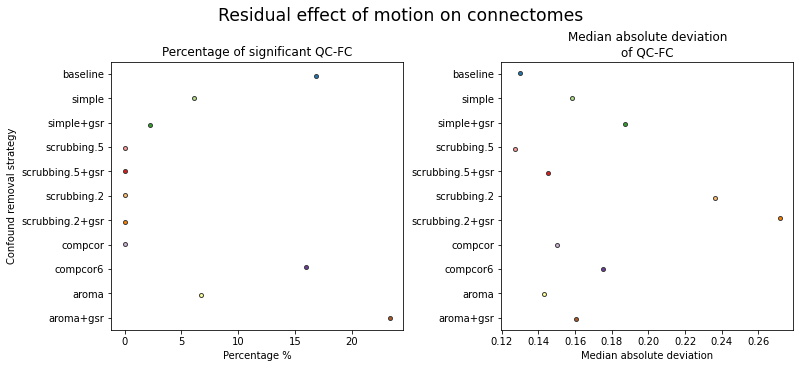 Residual effect of motion on connectomes
Percentage of significant QC-FC
Confound removal strategy
baseline
simple
simple+gsr
scrubbing.5
scrubbing.5+gsr
scrubbing.2
scrubbing.2+gsr
compcor
compcor6
aroma
aroma+gsr
0 5 10 15 20
Percentage %
Median absolute deviation
of QC-FC
baseline
simple
simple+gsr
scrubbing.5
scrubbing.5+gsr
scrubbing.2
scrubbing.2+gsr
compcor
compcor6
aroma
aroma+gsr
0.12 0.14 0.16 0.18 0.20 0.22 0.24 0.26
Median absolute deviation